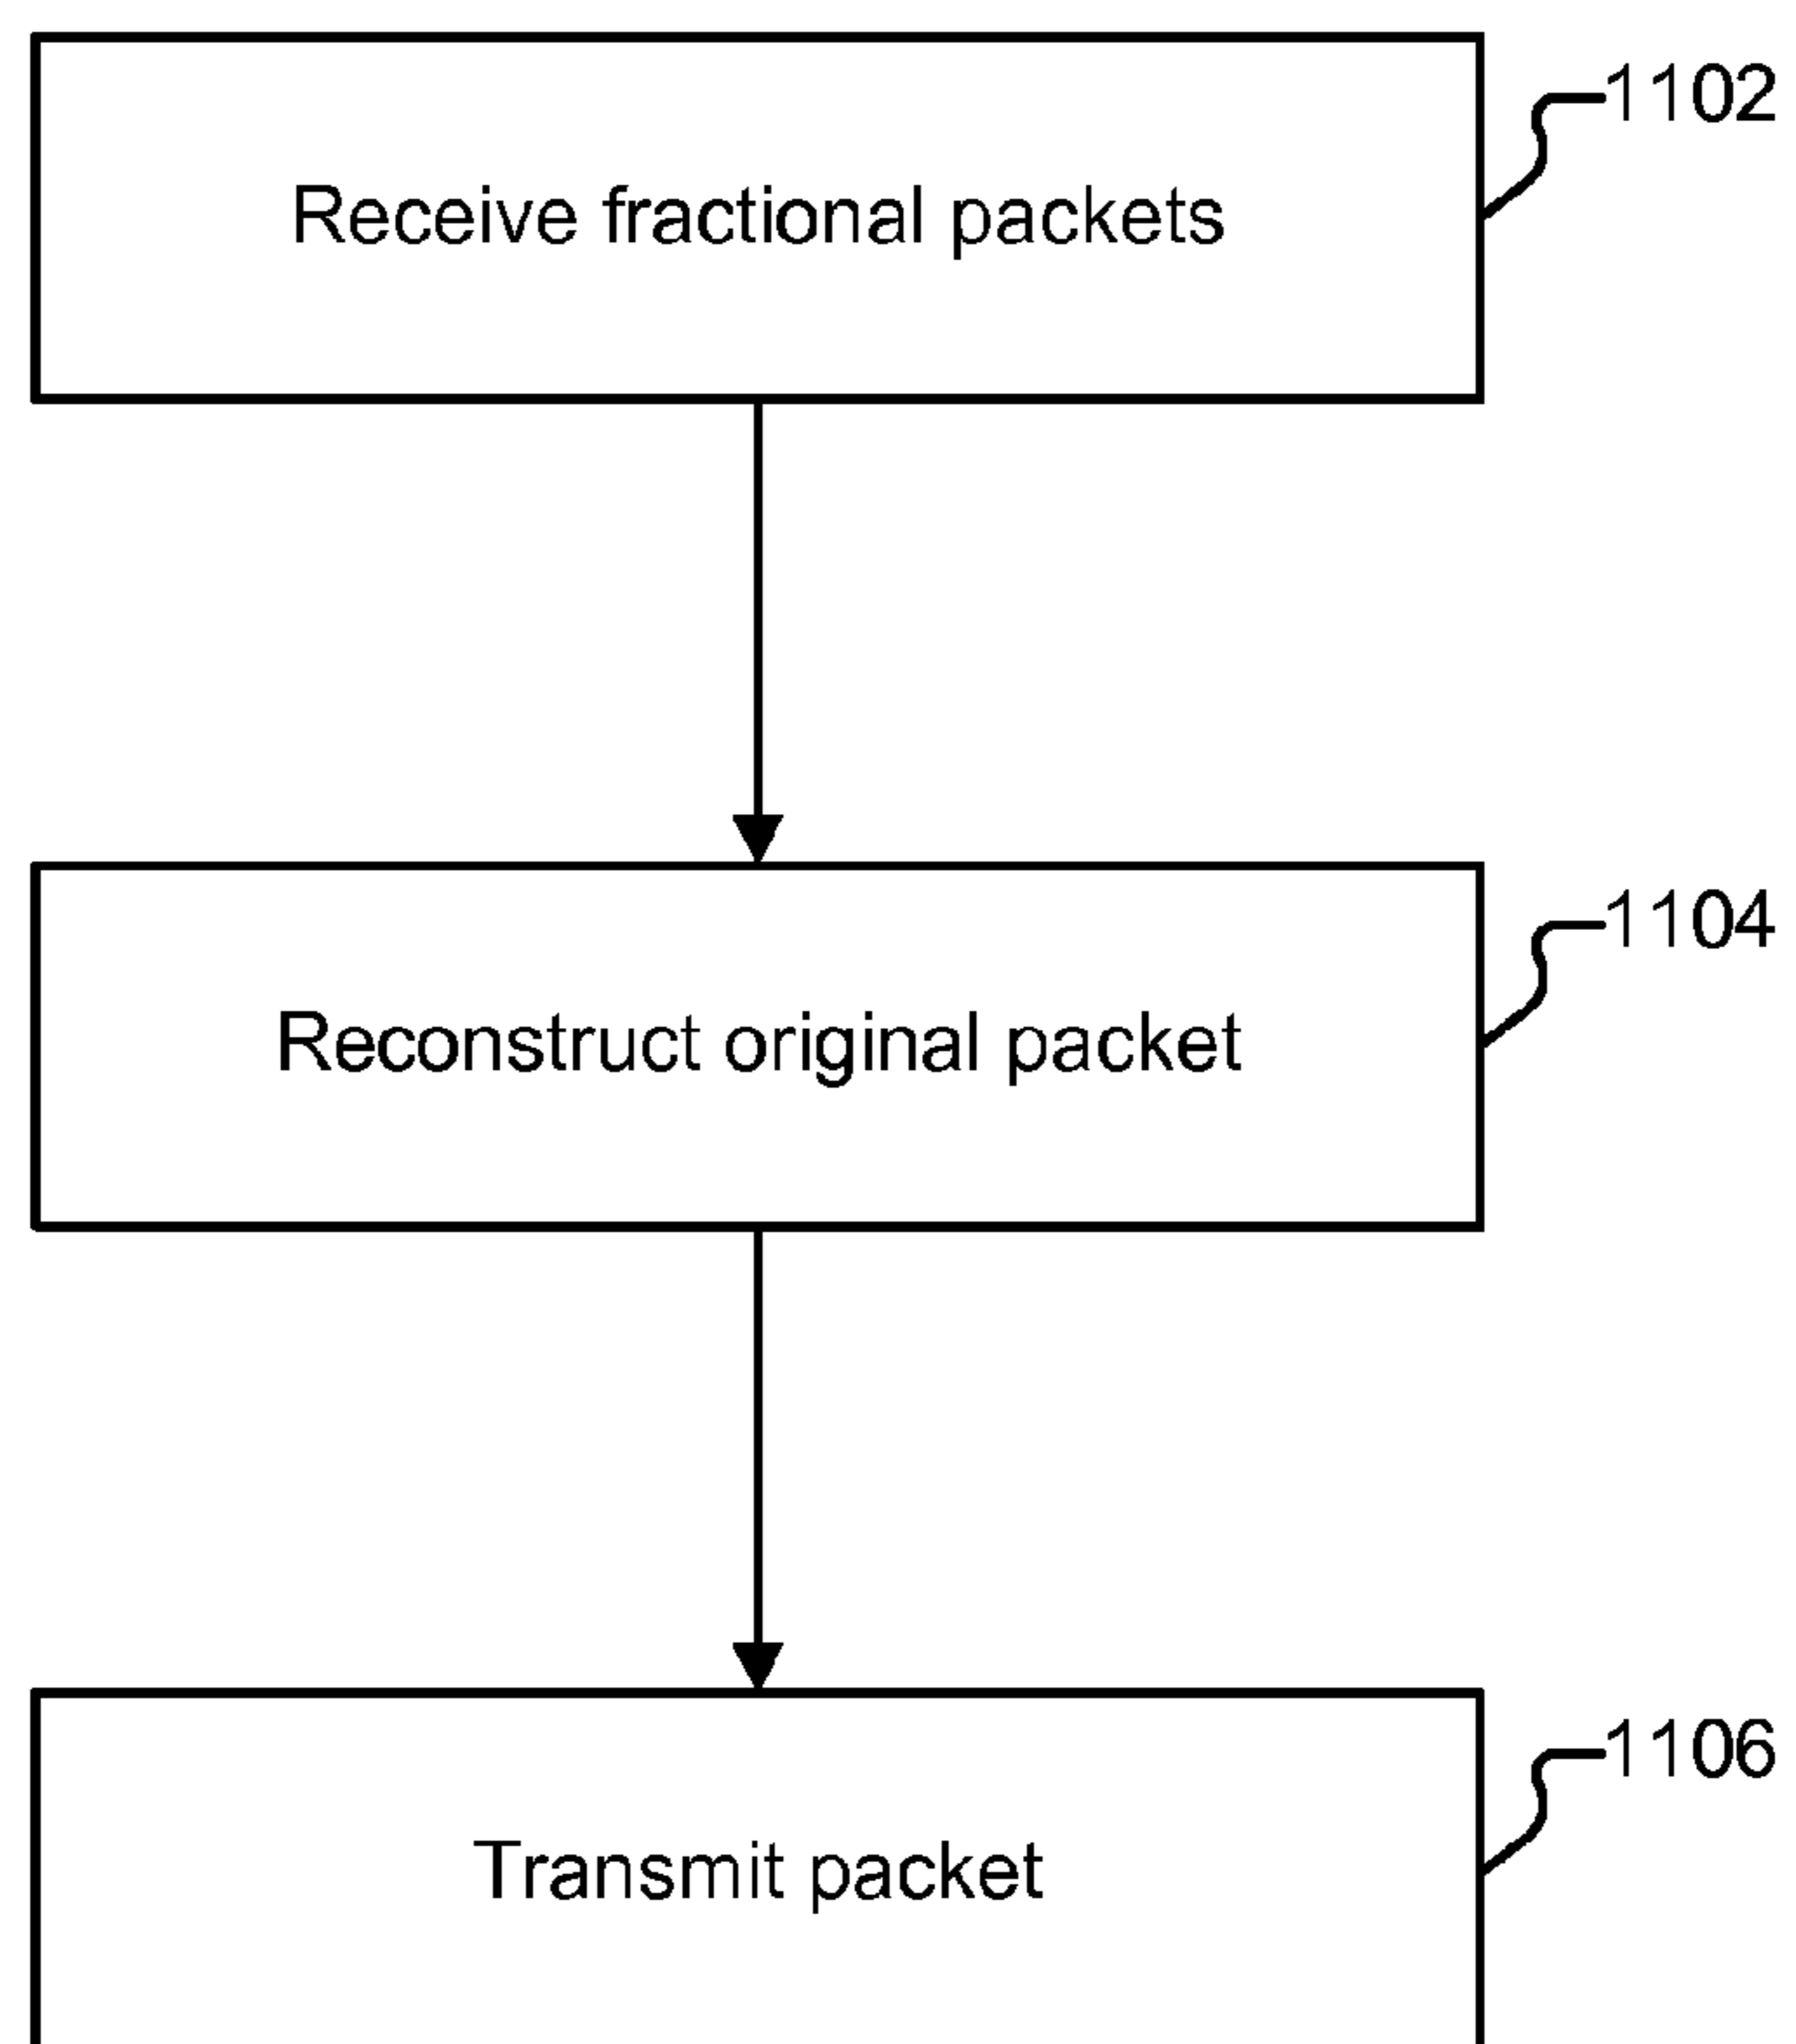 1102
Receive fractional packets
1104
Reconstruct original packet
1106
Transmit packet